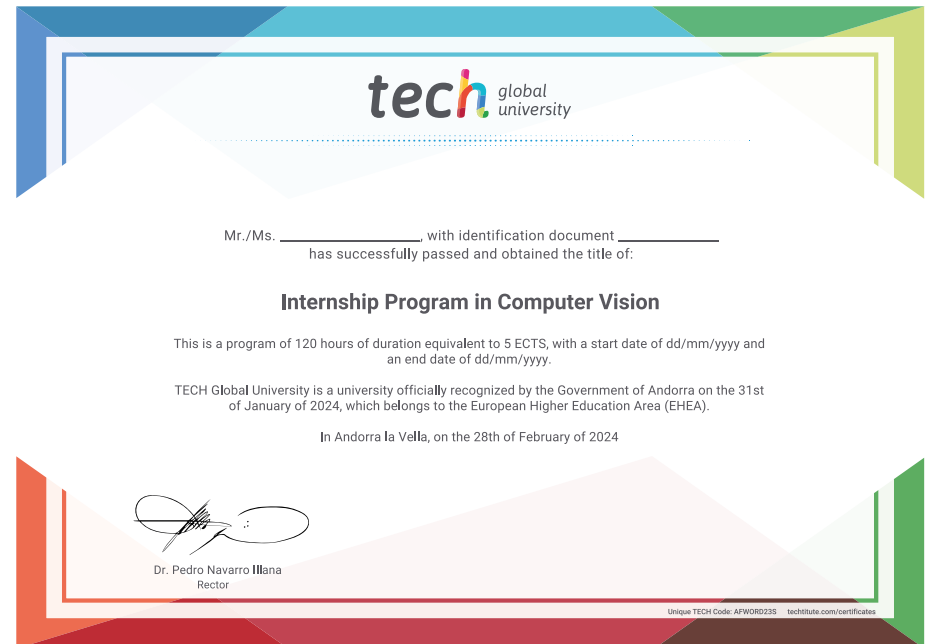 tech global
university
Mr./Ms. ____________, with identification document ____________
has successfully passed and obtained the title of:
Internship Program in Computer Vision
This is a program of 120 hours of duration equivalent to 5 ECTS, with a start date of dd/mm/yyyy and
an end date of dd/mm/yyyy.
TECH Global University is a university officially recognized by the Government of Andorra on the 31st
of January of 2024, which belongs to the European Higher Education Area (EHEA).
In Andorra la Vella, on the 28th of February of 2024
Dr. Pedro Navarro Illana
Rector
Unique TECH Code: AFWORD23S techtitute.com/certificates